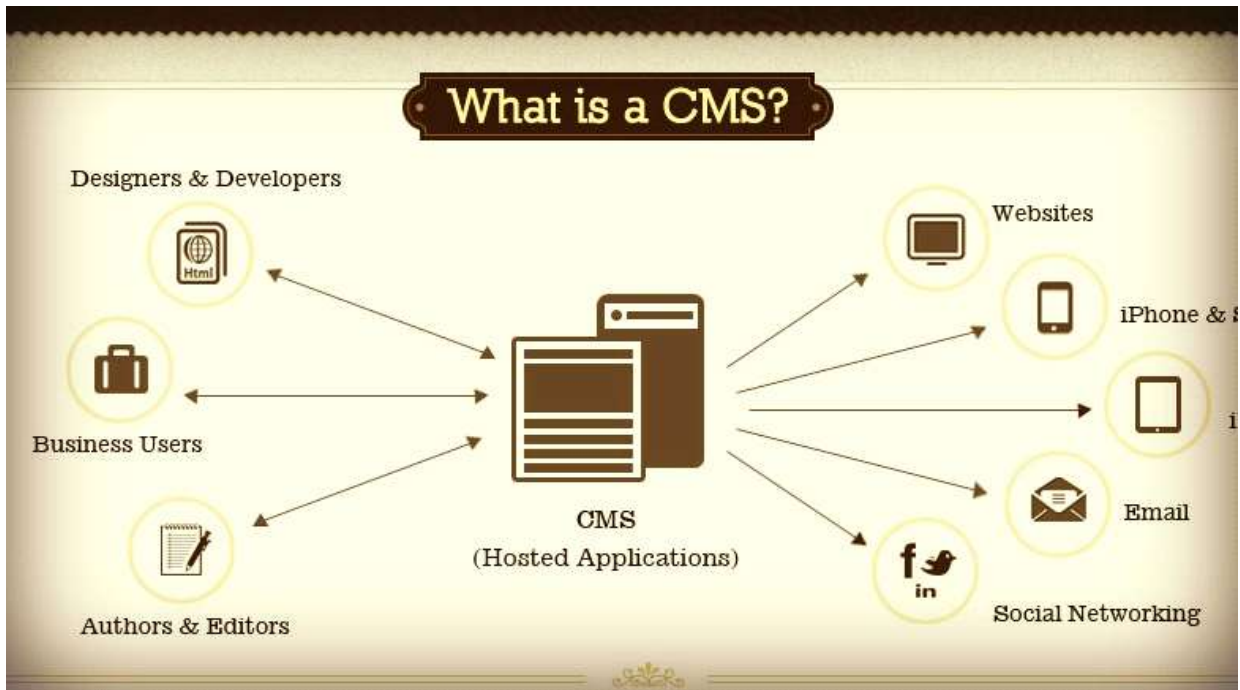 What is a CMS?
Designers & Developers
Html
Business Users
Authors & Editors
CMS
(Hosted Applications)
Websites
iPhone &
Email
f
in
Social Networking